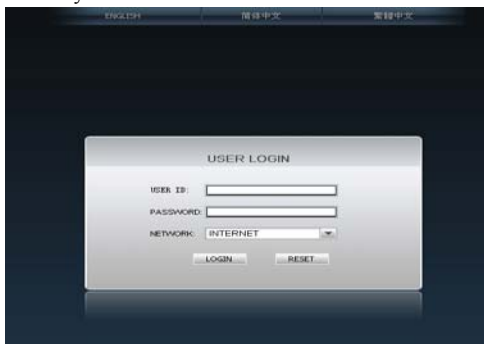 ENGLISH 简体中文 繁體中文
USER LOGIN
USER ID:
PASSWORD:
NETWORK: INTERNET
LOGIN RESET